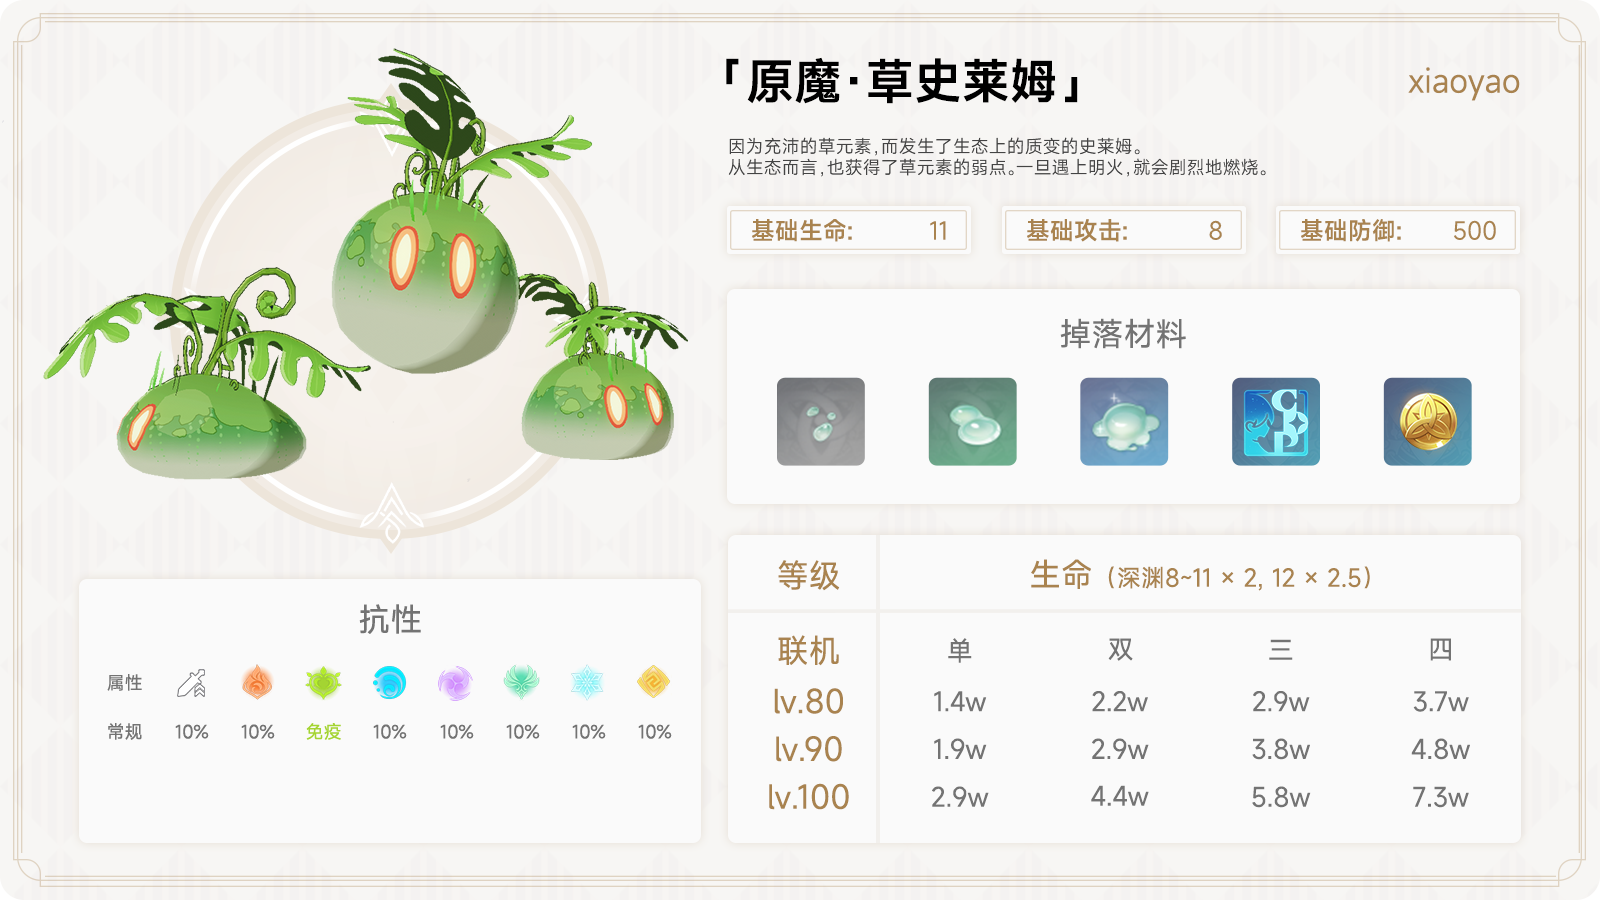 「原魔·草史莱姆」
xiaoyao
因为充沛的草元素,而发生了生态上的质变的史莱姆。
从生态而言,也获得了草元素的弱点。一旦遇上明火,就会剧烈地燃烧。
基础生命: 11
基础攻击: 8
基础防御: 500
掉落材料
抗性
属性
常规 10% 10% 免疫 10% 10% 10% 10% 10%
等级 生命（深渊8~11 × 2, 12 × 2.5）
联机 单 双 三 四
lv.80 1.4w 2.2w 2.9w 3.7w
lv.90 1.9w 2.9w 3.8w 4.8w
lv.100 2.9w 4.4w 5.8w 7.3w